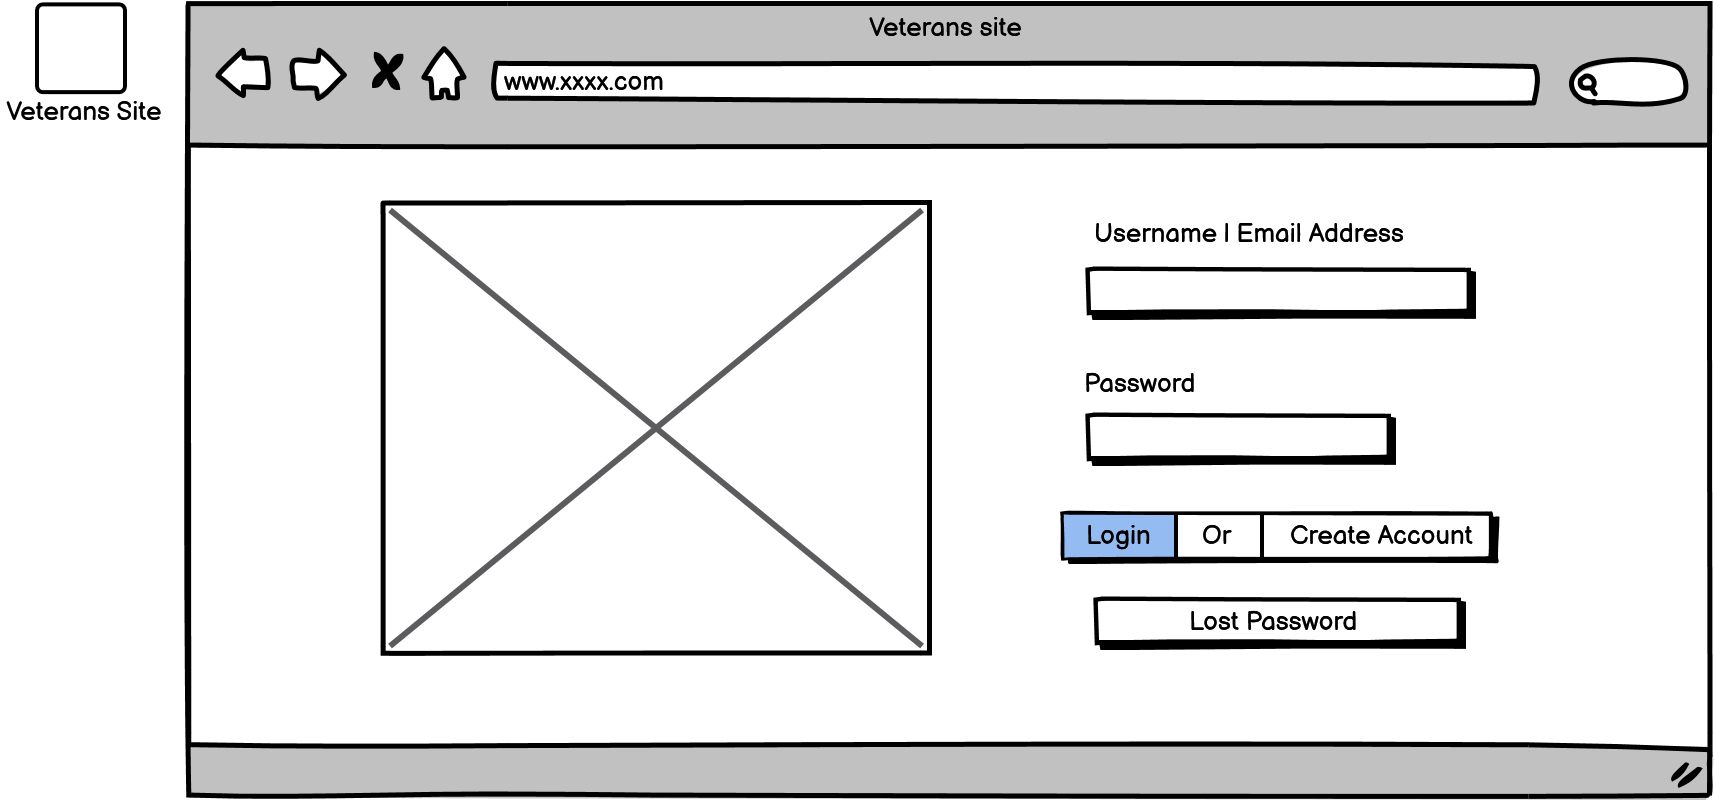 Veterans site
www.xxxx.com
Veterans Site
Username | Email Address
Password
Login
Or
Create Account
Lost Password